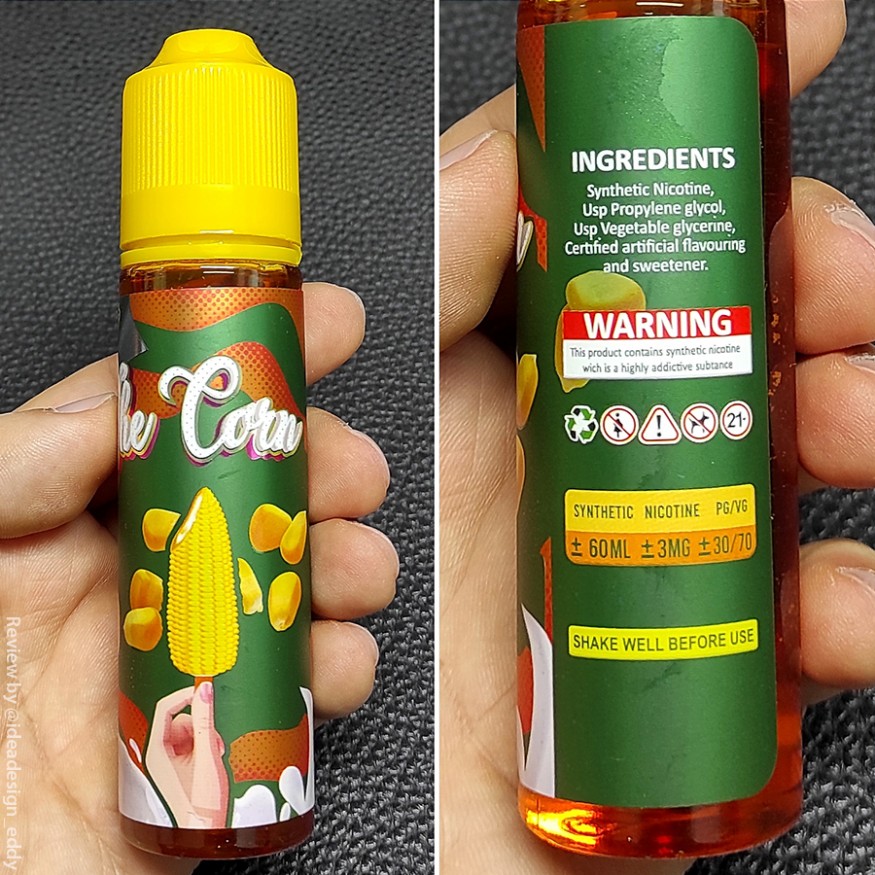 he Corn
INGREDIENTS
Synthetic Nicotine,
Usp Propylene glycol,
Usp Vegetable glycerine,
Certified artificial flavouring
and sweetener.
WARNING
This product contains synthetic nicotine
wich is a highly addictive subtance
21-
SYNTHETIC NICOTINE PG/VG
± 60ML ±3MG ±30/70
SHAKE WELL BEFORE USE
Review by @ideadesign_eddy